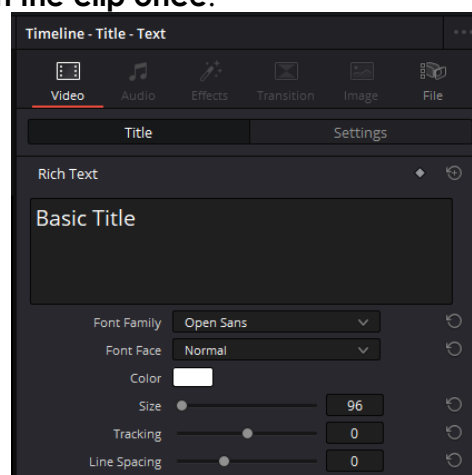 n the clip once.
Timeline - Title - Text
Video Audio Effects Transition Image File
Title Settings
Rich Text
Basic Title
Font Family Open Sans
Font Face Normal
Color
Size 96
Tracking 0
Line Spacing 0